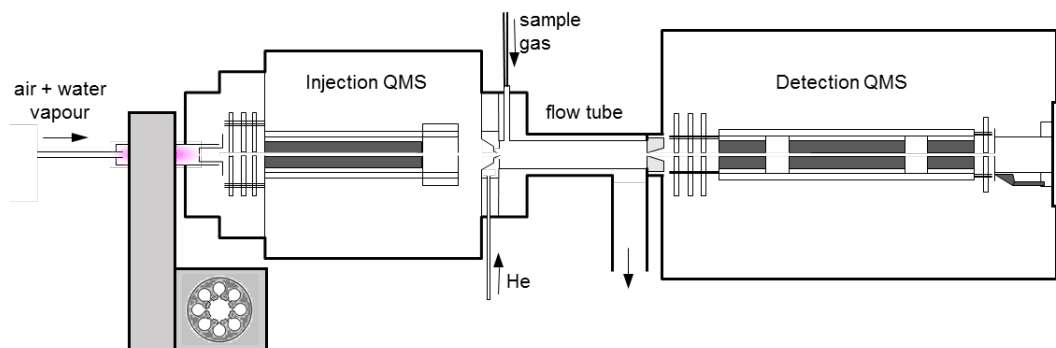 sample
gas
Injection QMS
Detection QMS
air + water
vapour
flow tube
He